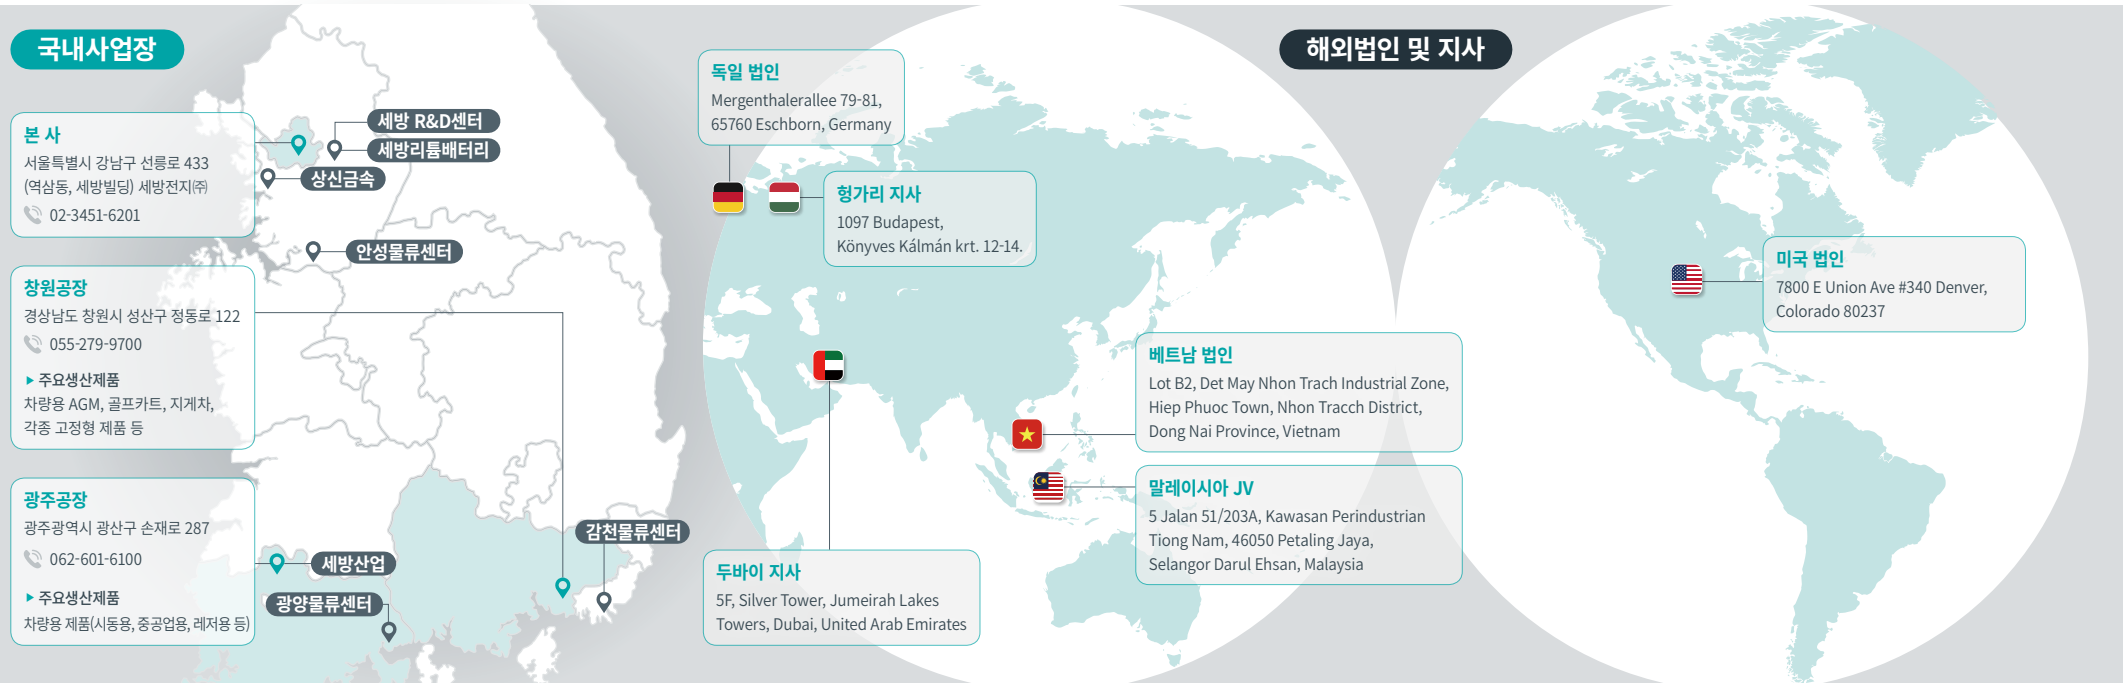 국내사업장
본 사
서울특별시 강남구 선릉로 433
(역삼동, 세방빌딩) 세방전지㈜
02-3451-6201
창원공장
경상남도 창원시 성산구 정동로 122
055-279-9700
▶ 주요생산제품
차량용 AGM, 골프카트, 지게차,
각종 고정형 제품 등
광주공장
광주광역시 광산구 손재로 287
062-601-6100
▶ 주요생산제품
차량용 제품(시동용, 중공업용, 레저용 등)
세방 R&D센터
세방리튬배터리
상신금속
안성물류센터
감천물류센터
세방산업
광양물류센터
해외법인 및 지사
독일 법인
Mergenthalerallee 79-81,
65760 Eschborn, Germany
헝가리 지사
1097 Budapest,
Könyves Kálmán krt. 12-14.
미국 법인
7800 E Union Ave #340 Denver,
Colorado 80237
베트남 법인
Lot B2, Det May Nhon Trach Industrial Zone,
Hiep Phuoc Town, Nhon Tracch District,
Dong Nai Province, Vietnam
말레이시아 JV
5 Jalan 51/203A, Kawasan Perindustrian
Tiong Nam, 46050 Petaling Jaya,
Selangor Darul Ehsan, Malaysia
두바이 지사
5F, Silver Tower, Jumeirah Lakes
Towers, Dubai, United Arab Emirates